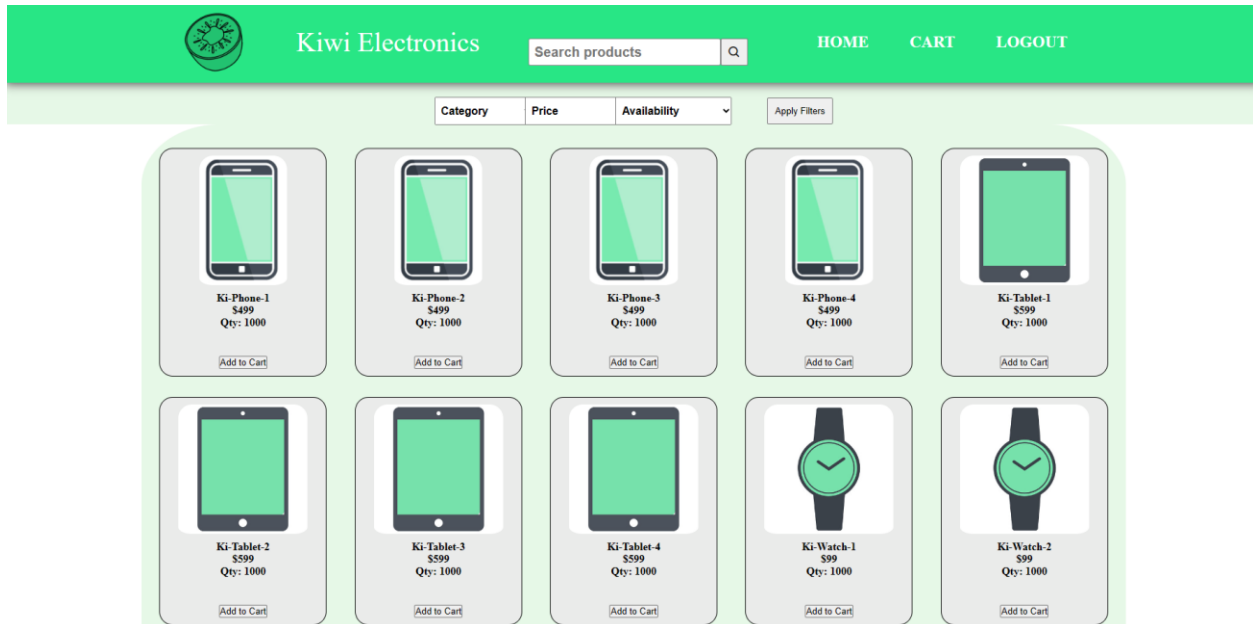 Kiwi Electronics
Search products
HOME CART LOGOUT
Category Price Availability Apply Filters
Ki-Phone-1 Ki-Phone-2 Ki-Phone-3 Ki-Phone-4 Ki-Tablet-1
$499 $499 $499 $499 $599
Qty: 1000 Qty: 1000 Qty: 1000 Qty: 1000 Qty: 1000
Add to Cart Add to Cart Add to Cart Add to Cart Add to Cart
Ki-Tablet-2 Ki-Tablet-3 Ki-Tablet-4 Ki-Watch-1 Ki-Watch-2
$599 $599 $599 $99 $99
Qty: 1000 Qty: 1000 Qty: 1000 Qty: 1000 Qty: 1000
Add to Cart Add to Cart Add to Cart Add to Cart Add to Cart